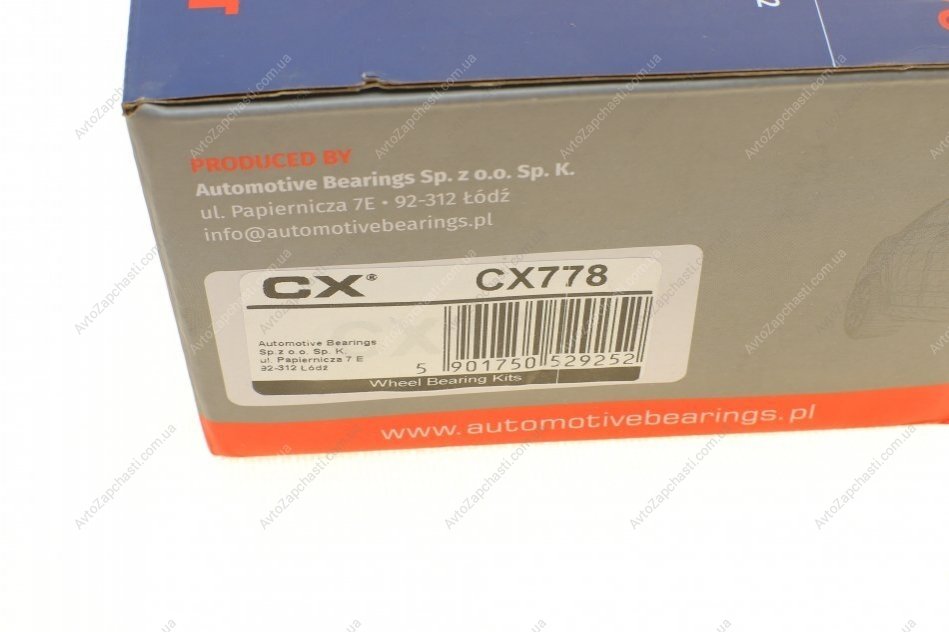 2
PRODUCED BY
Automotive Bearings Sp. z o.o. Sp. K.
ul. Papiernicza 7E • 92-312 Łódź
info@automotivebearings.pl
CX® CX778
Automotive Bearings
Sp.z o.o. Sp. K.
ul. Papiernicza 7 E
92-312 Łódź
5 901750 529252
Wheel Bearing Kits
www.automotivebearings.pl
AvtoZapchasti.com.ua